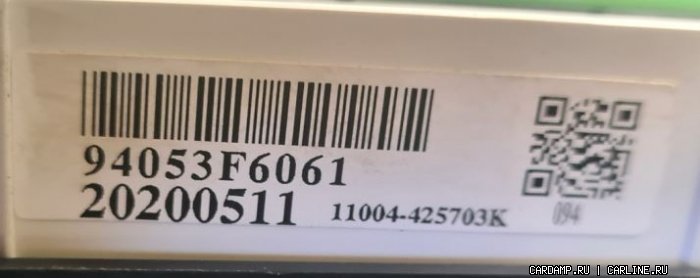 94053F6061
20200511 11004-425703K
094
CARDAMP.RU | CARLINE.RU